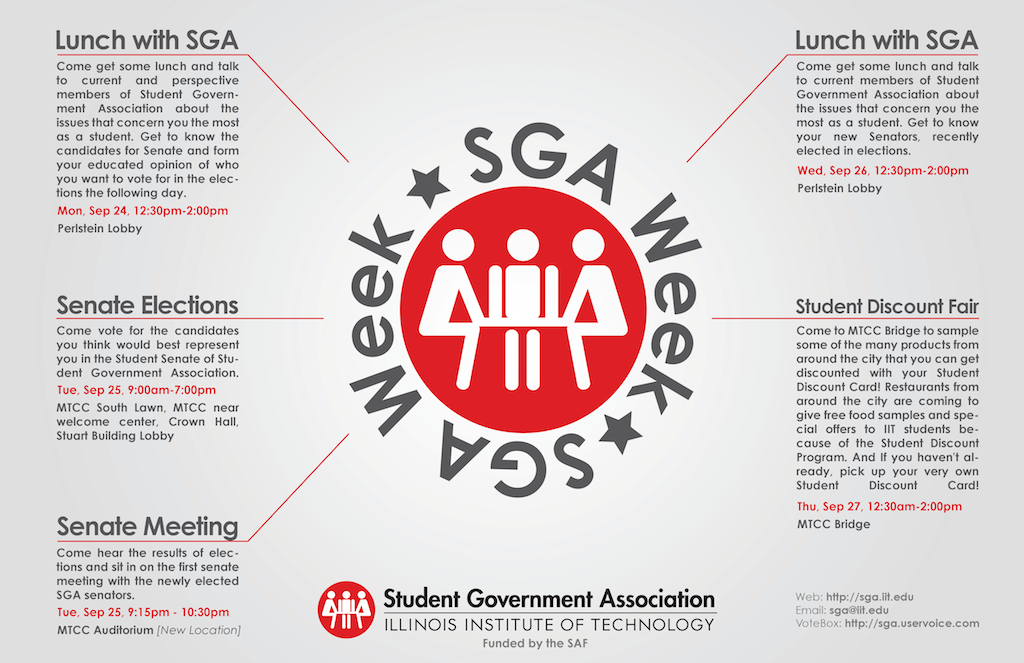 Lunch with SGA
Come get some lunch and talk
to current and perspective
members of Student Govern-
ment Association about the
issues that concern you the most
as a student. Get to know the
candidates for Senate and form
your educated opinion of who
you want to vote for in the elec-
tions the following day.
Mon, Sep 24, 12:30pm-2:00pm
Perlstein Lobby
Senate Elections
Come vote for the candidates
you think would best represent
you in the Student Senate of Stu-
dent Government Association.
Tue, Sep 25, 9:00am-7:00pm
MTCC South Lawn, MTCC near
welcome center, Crown Hall,
Stuart Building Lobby
Senate Meeting
Come hear the results of elec-
tions and sit in on the first senate
meeting with the newly elected
SGA senators.
Tue, Sep 25, 9:15pm - 10:30pm
MTCC Auditorium [New Location]
SGA Week
SGA Week
Lunch with SGA
Come get some lunch and talk
to current members of Student
Government Association about
the issues that concern you the
most as a student. Get to know
your new Senators, recently
elected in elections.
Wed, Sep 26, 12:30pm-2:00pm
Perlstein Lobby
Student Discount Fair
Come to MTCC Bridge to sample
some of the many products from
around the city that you can get
discounted with your Student
Discount Card! Restaurants from
around the city are coming to
give free food samples and spe-
cial offers to IIT students be-
cause of the Student Discount
Program. And If you haven't al-
ready, pick up your very own
Student Discount Card!
Thu, Sep 27, 12:30am-2:00pm
MTCC Bridge
Student Government Association
ILLINOIS INSTITUTE OF TECHNOLOGY
Funded by the SAF
Web: http://sga.iit.edu
Email: sga@iit.edu
VoteBox: http://sga.uservoice.com